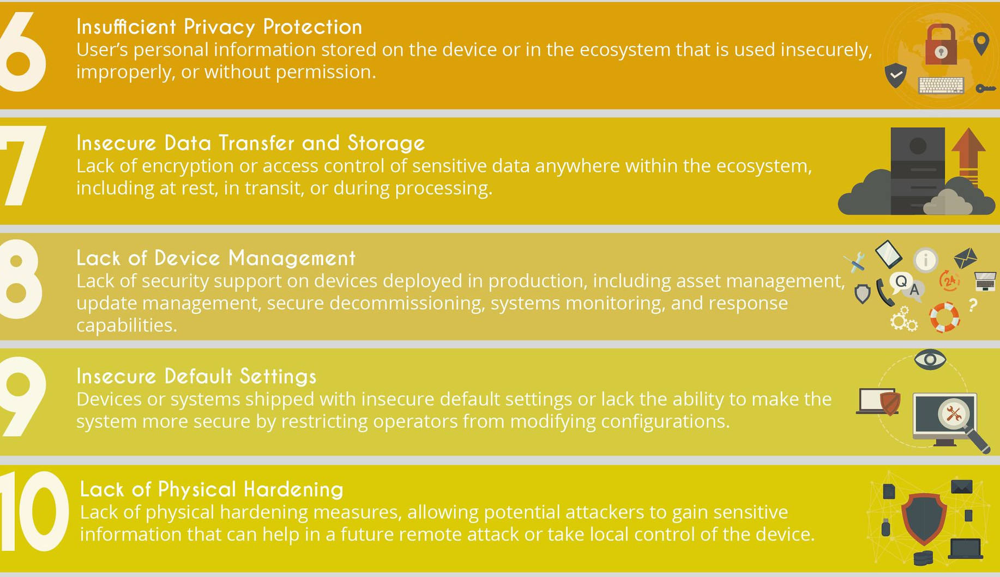 6
Insufficient Privacy Protection
User’s personal information stored on the device or in the ecosystem that is used insecurely,
improperly, or without permission.
7
Insecure Data Transfer and Storage
Lack of encryption or access control of sensitive data anywhere within the ecosystem,
including at rest, in transit, or during processing.
8
Lack of Device Management
Lack of security support on devices deployed in production, including asset management,
update management, secure decommissioning, systems monitoring, and response
capabilities.
i
Q
A
24
?
9
Insecure Default Settings
Devices or systems shipped with insecure default settings or lack the ability to make the
system more secure by restricting operators from modifying configurations.
10
Lack of Physical Hardening
Lack of physical hardening measures, allowing potential attackers to gain sensitive
information that can help in a future remote attack or take local control of the device.